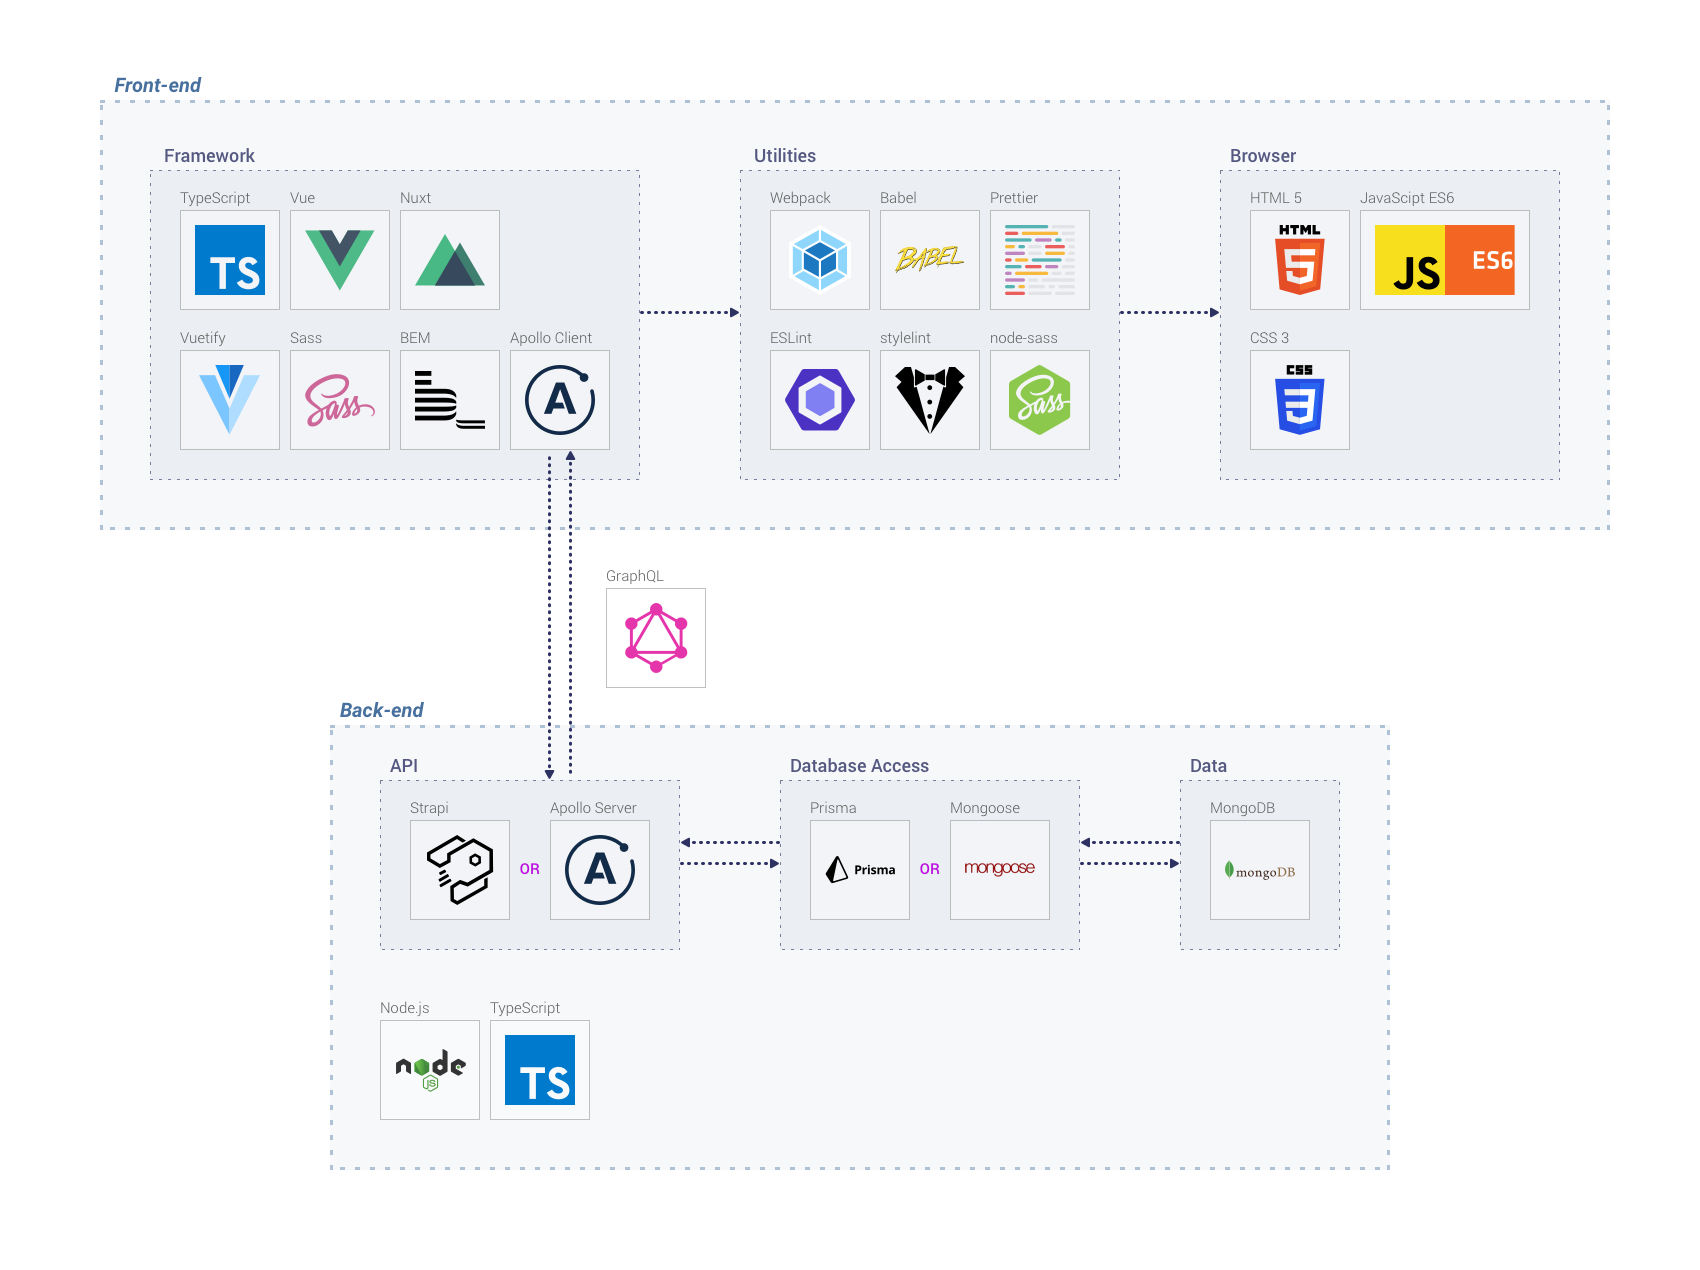 Front-end
Framework
TypeScript
Vue
Nuxt
TS
Vuetify
Sass
BEM
Apollo Client
Sass
A
Utilities
Webpack
Babel
Prettier
BABEL
ESLint
stylelint
node-sass
Sass
Browser
HTML 5
JavaScipt ES6
HTML
5
JS
ES6
CSS 3
CSS
3
GraphQL
Back-end
API
Strapi
Apollo Server
OR
A
Database Access
Prisma
Mongoose
Prisma
OR
mongoose
Data
MongoDB
mongoDB
Node.js
TypeScript
node
JS
TS